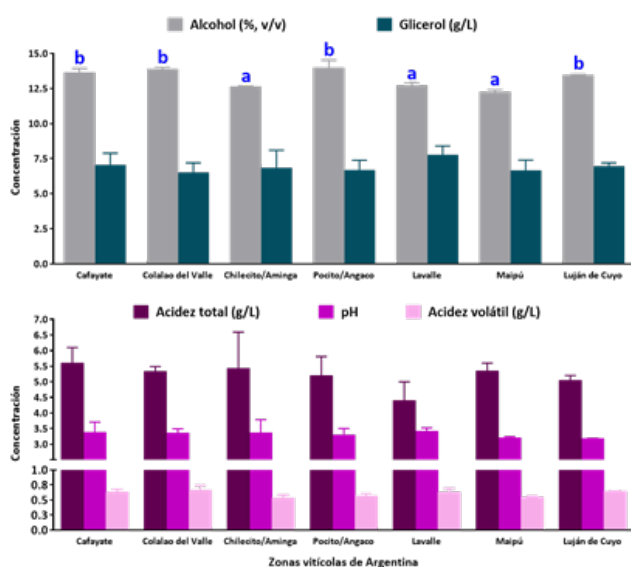 Alcohol (%, v/v) Glicerol (g/L)
b b a b a a b
Concentración
15.0
12.5
10.0
7.5
5.0
2.5
0.0
Cafayate Colalao del Valle Chilecito/Aminga Pocito/Angaco Lavalle Maipú Luján de Cuyo
Acidez total (g/L) pH Acidez volátil (g/L)
Concentración
7.0
6.5
6.0
5.5
5.0
4.5
4.0
3.5
3.0
1.0
0.8
0.5
0.3
0.0
Cafayate Colalao del Valle Chilecito/Aminga Pocito/Angaco Lavalle Maipú Luján de Cuyo
Zonas vitícolas de Argentina